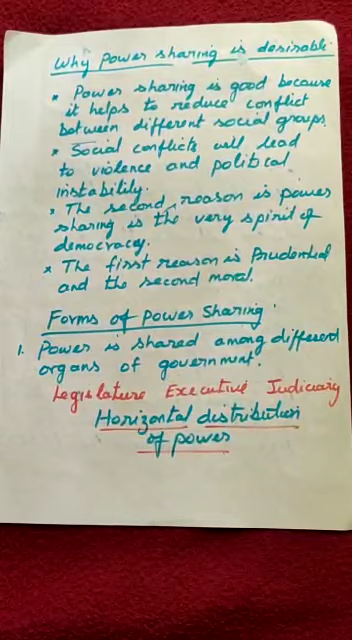 Why power sharing is desirable.
* Power sharing is good because
it helps to reduce conflict
between different social groups.
* Social conflicts will lead
to violence and political
instability.
* The second reason is power
sharing is the very spirit of
democracy.
* The first reason is Prudential
and the second moral.
Forms of Power Sharing.
1. Power is shared among different
organs of government.
Legislature Executive Judiciary
Horizontal distribution
of power